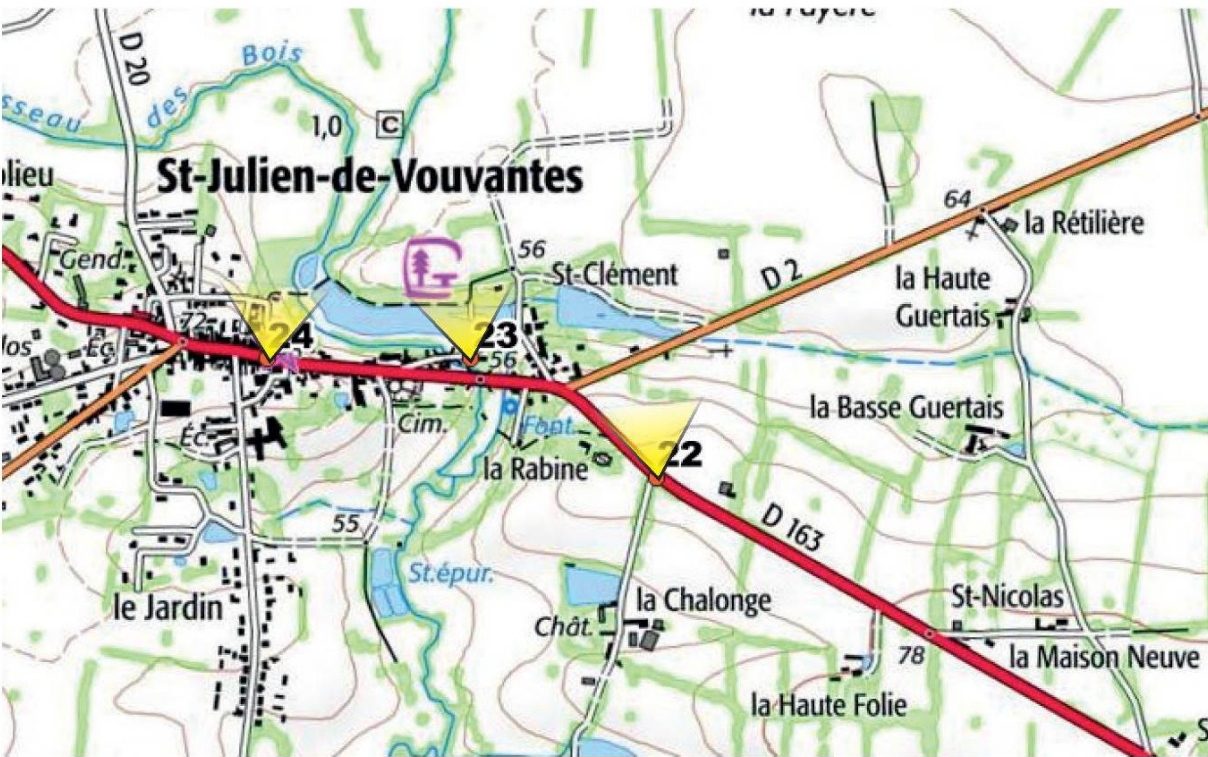 la Fayère
D 20
Bois
des
sseau
1,0
C
St-Julien-de-Vouvantes
lieu
64
la Rétilière
Gend.
56
St-Clément
D 2
la Haute
Guertais
72
24
23
los
Éc.
56
Cim.
Font.
la Basse Guertais
Éc.
la Rabine
22
55
D 163
St.épur.
le Jardin
la Chalonge
St-Nicolas
Chât.
78
la Maison Neuve
la Haute Folie
S